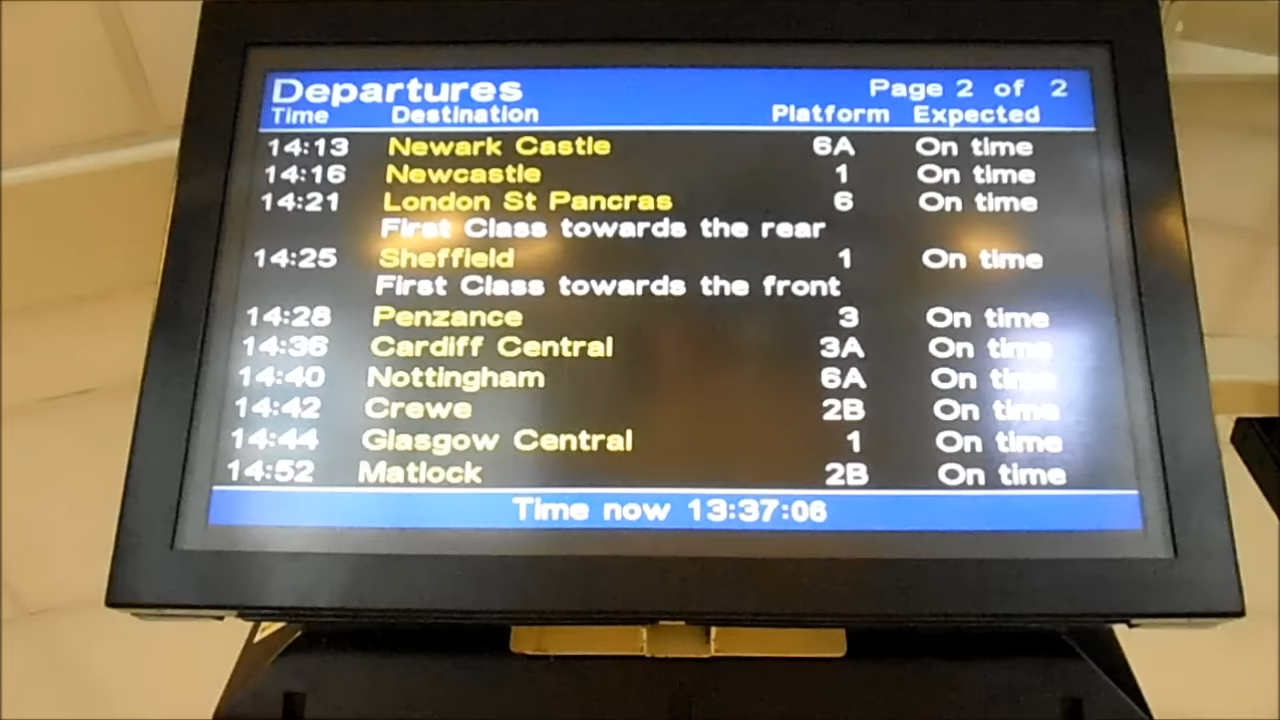 Departures Page 2 of 2
Time Destination Platform Expected
14:13 Newark Castle 6A On time
14:16 Newcastle 1 On time
14:21 London St Pancras 6 On time
First Class towards the rear
14:25 Sheffield 1 On time
First Class towards the front
14:28 Penzance 3 On time
14:36 Cardiff Central 3A On time
14:40 Nottingham 6A On time
14:42 Crewe 2B On time
14:44 Glasgow Central 1 On time
14:52 Matlock 2B On time
Time now 13:37:06